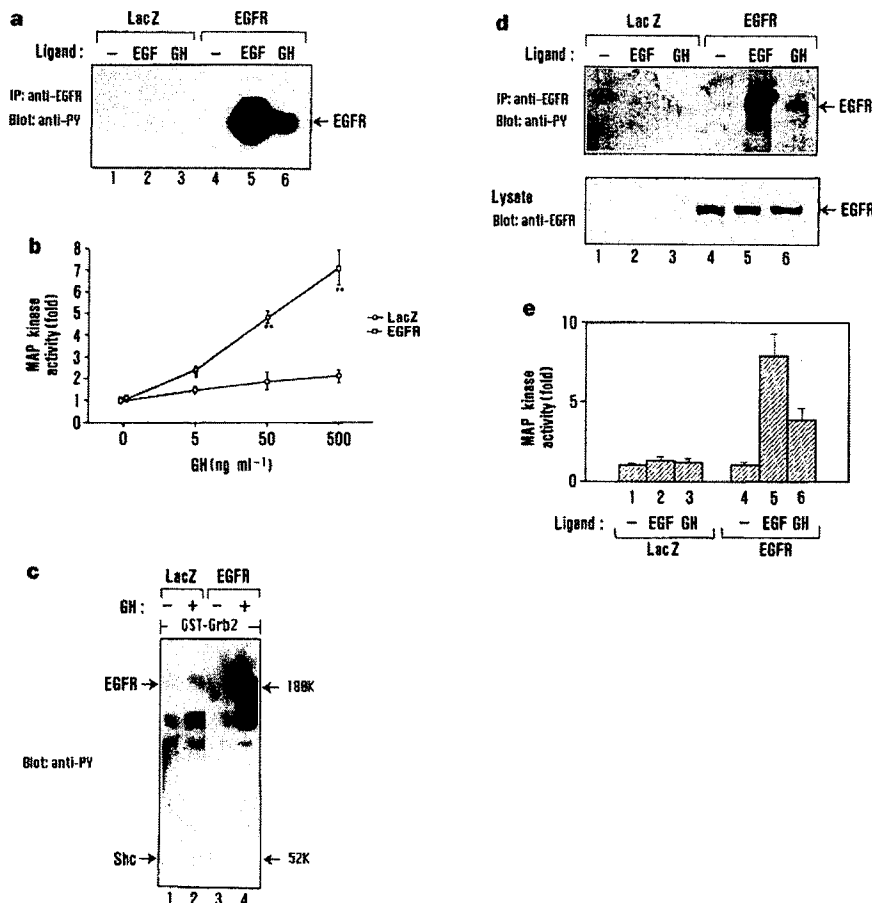 a
LacZ EGFR
Ligand : – EGF GH – EGF GH
IP: anti-EGFR
Blot: anti-PY
← EGFR
1 2 3 4 5 6
b
8
7
6
5
4
3
2
1
0
MAP kinase activity (fold)
0 5 50 500
GH (ng ml⁻¹)
LacZ
EGFR
**
**
c
LacZ EGFR
GH : – + – +
GST-Grb2
EGFR →
← 180K
Blot: anti-PY
Shc →
← 52K
1 2 3 4
d
LacZ EGFR
Ligand : – EGF GH – EGF GH
IP: anti-EGFR
Blot: anti-PY
← EGFR
Lysate
Blot: anti-EGFR
← EGFR
1 2 3 4 5 6
e
10
5
0
MAP kinase activity (fold)
1 2 3 4 5 6
Ligand : – EGF GH – EGF GH
LacZ EGFR